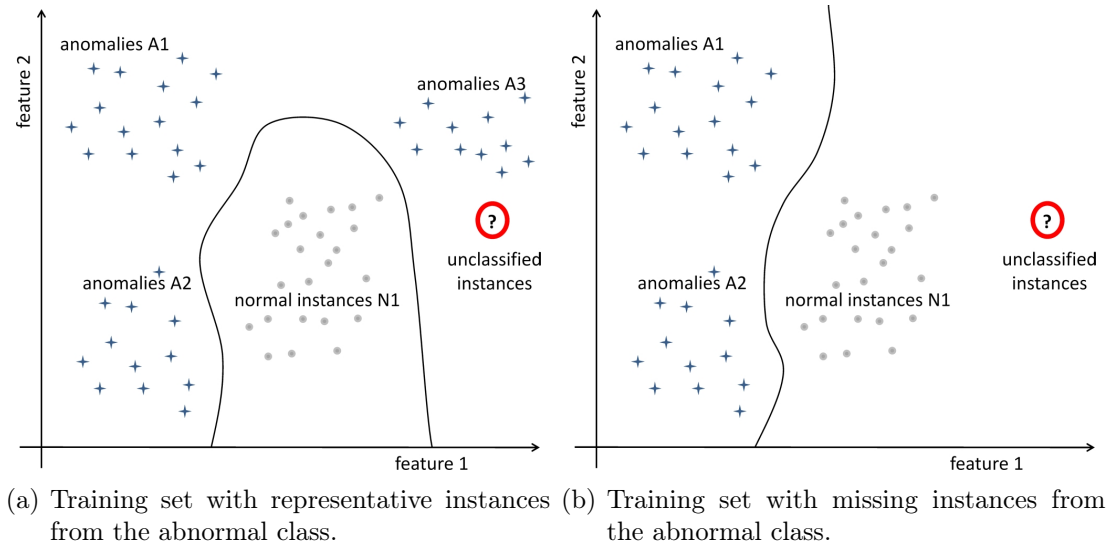 anomalies A1
feature 2
anomalies A3
?
unclassified
instances
anomalies A2
normal instances N1
feature 1
(a) Training set with representative instances
from the abnormal class.
anomalies A1
feature 2
?
unclassified
instances
anomalies A2
normal instances N1
feature 1
(b) Training set with missing instances from
the abnormal class.